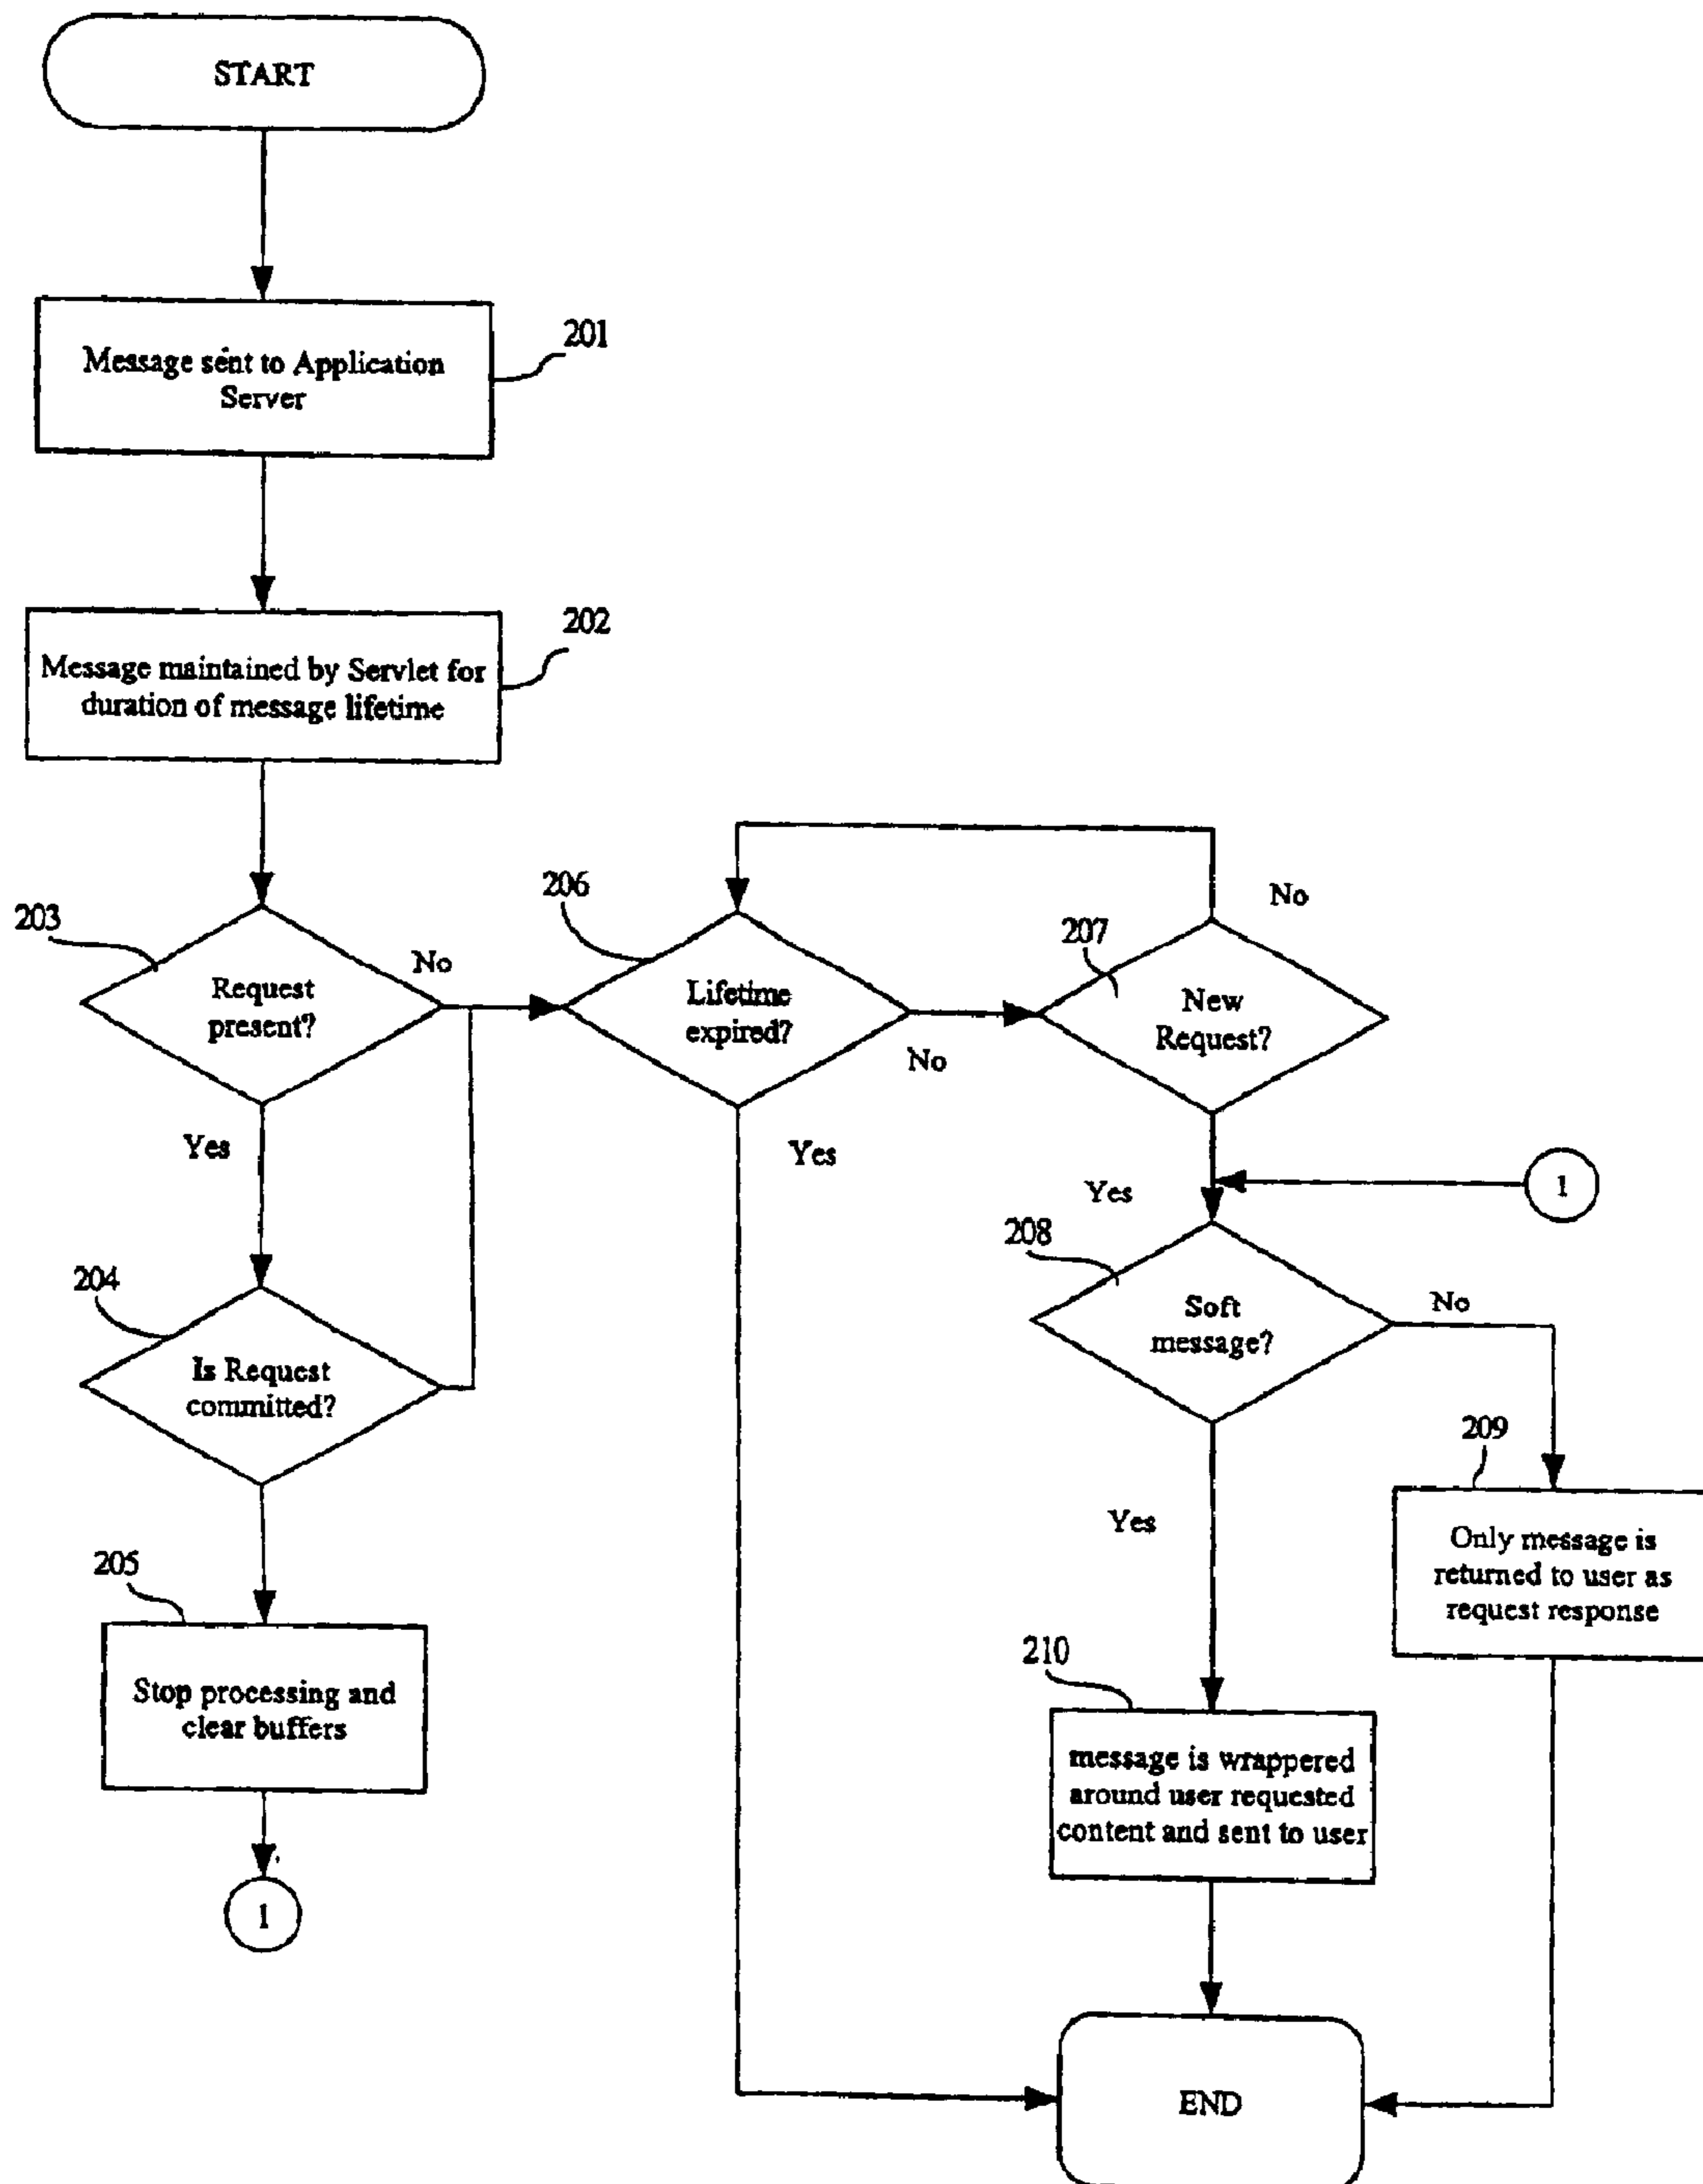 START
201
Message sent to Application
Server
202
Message maintained by Servlet for
duration of message lifetime
203
Request
present?
No
Yes
204
Is Request
committed?
205
Stop processing and
clear buffers
1
206
Lifetime
expired?
No
Yes
207
New
Request?
No
Yes
1
208
Soft
message?
No
Yes
209
Only message is
returned to user as
request response
210
message is wrappered
around user requested
content and sent to user
END